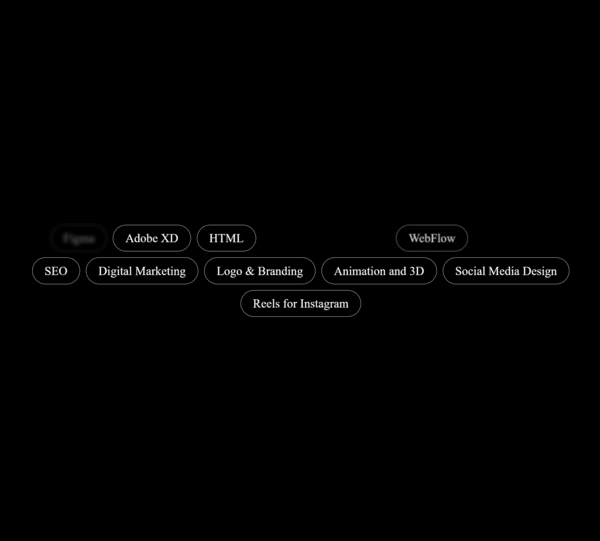 Figma Adobe XD HTML WebFlow
SEO Digital Marketing Logo & Branding Animation and 3D Social Media Design
Reels for Instagram